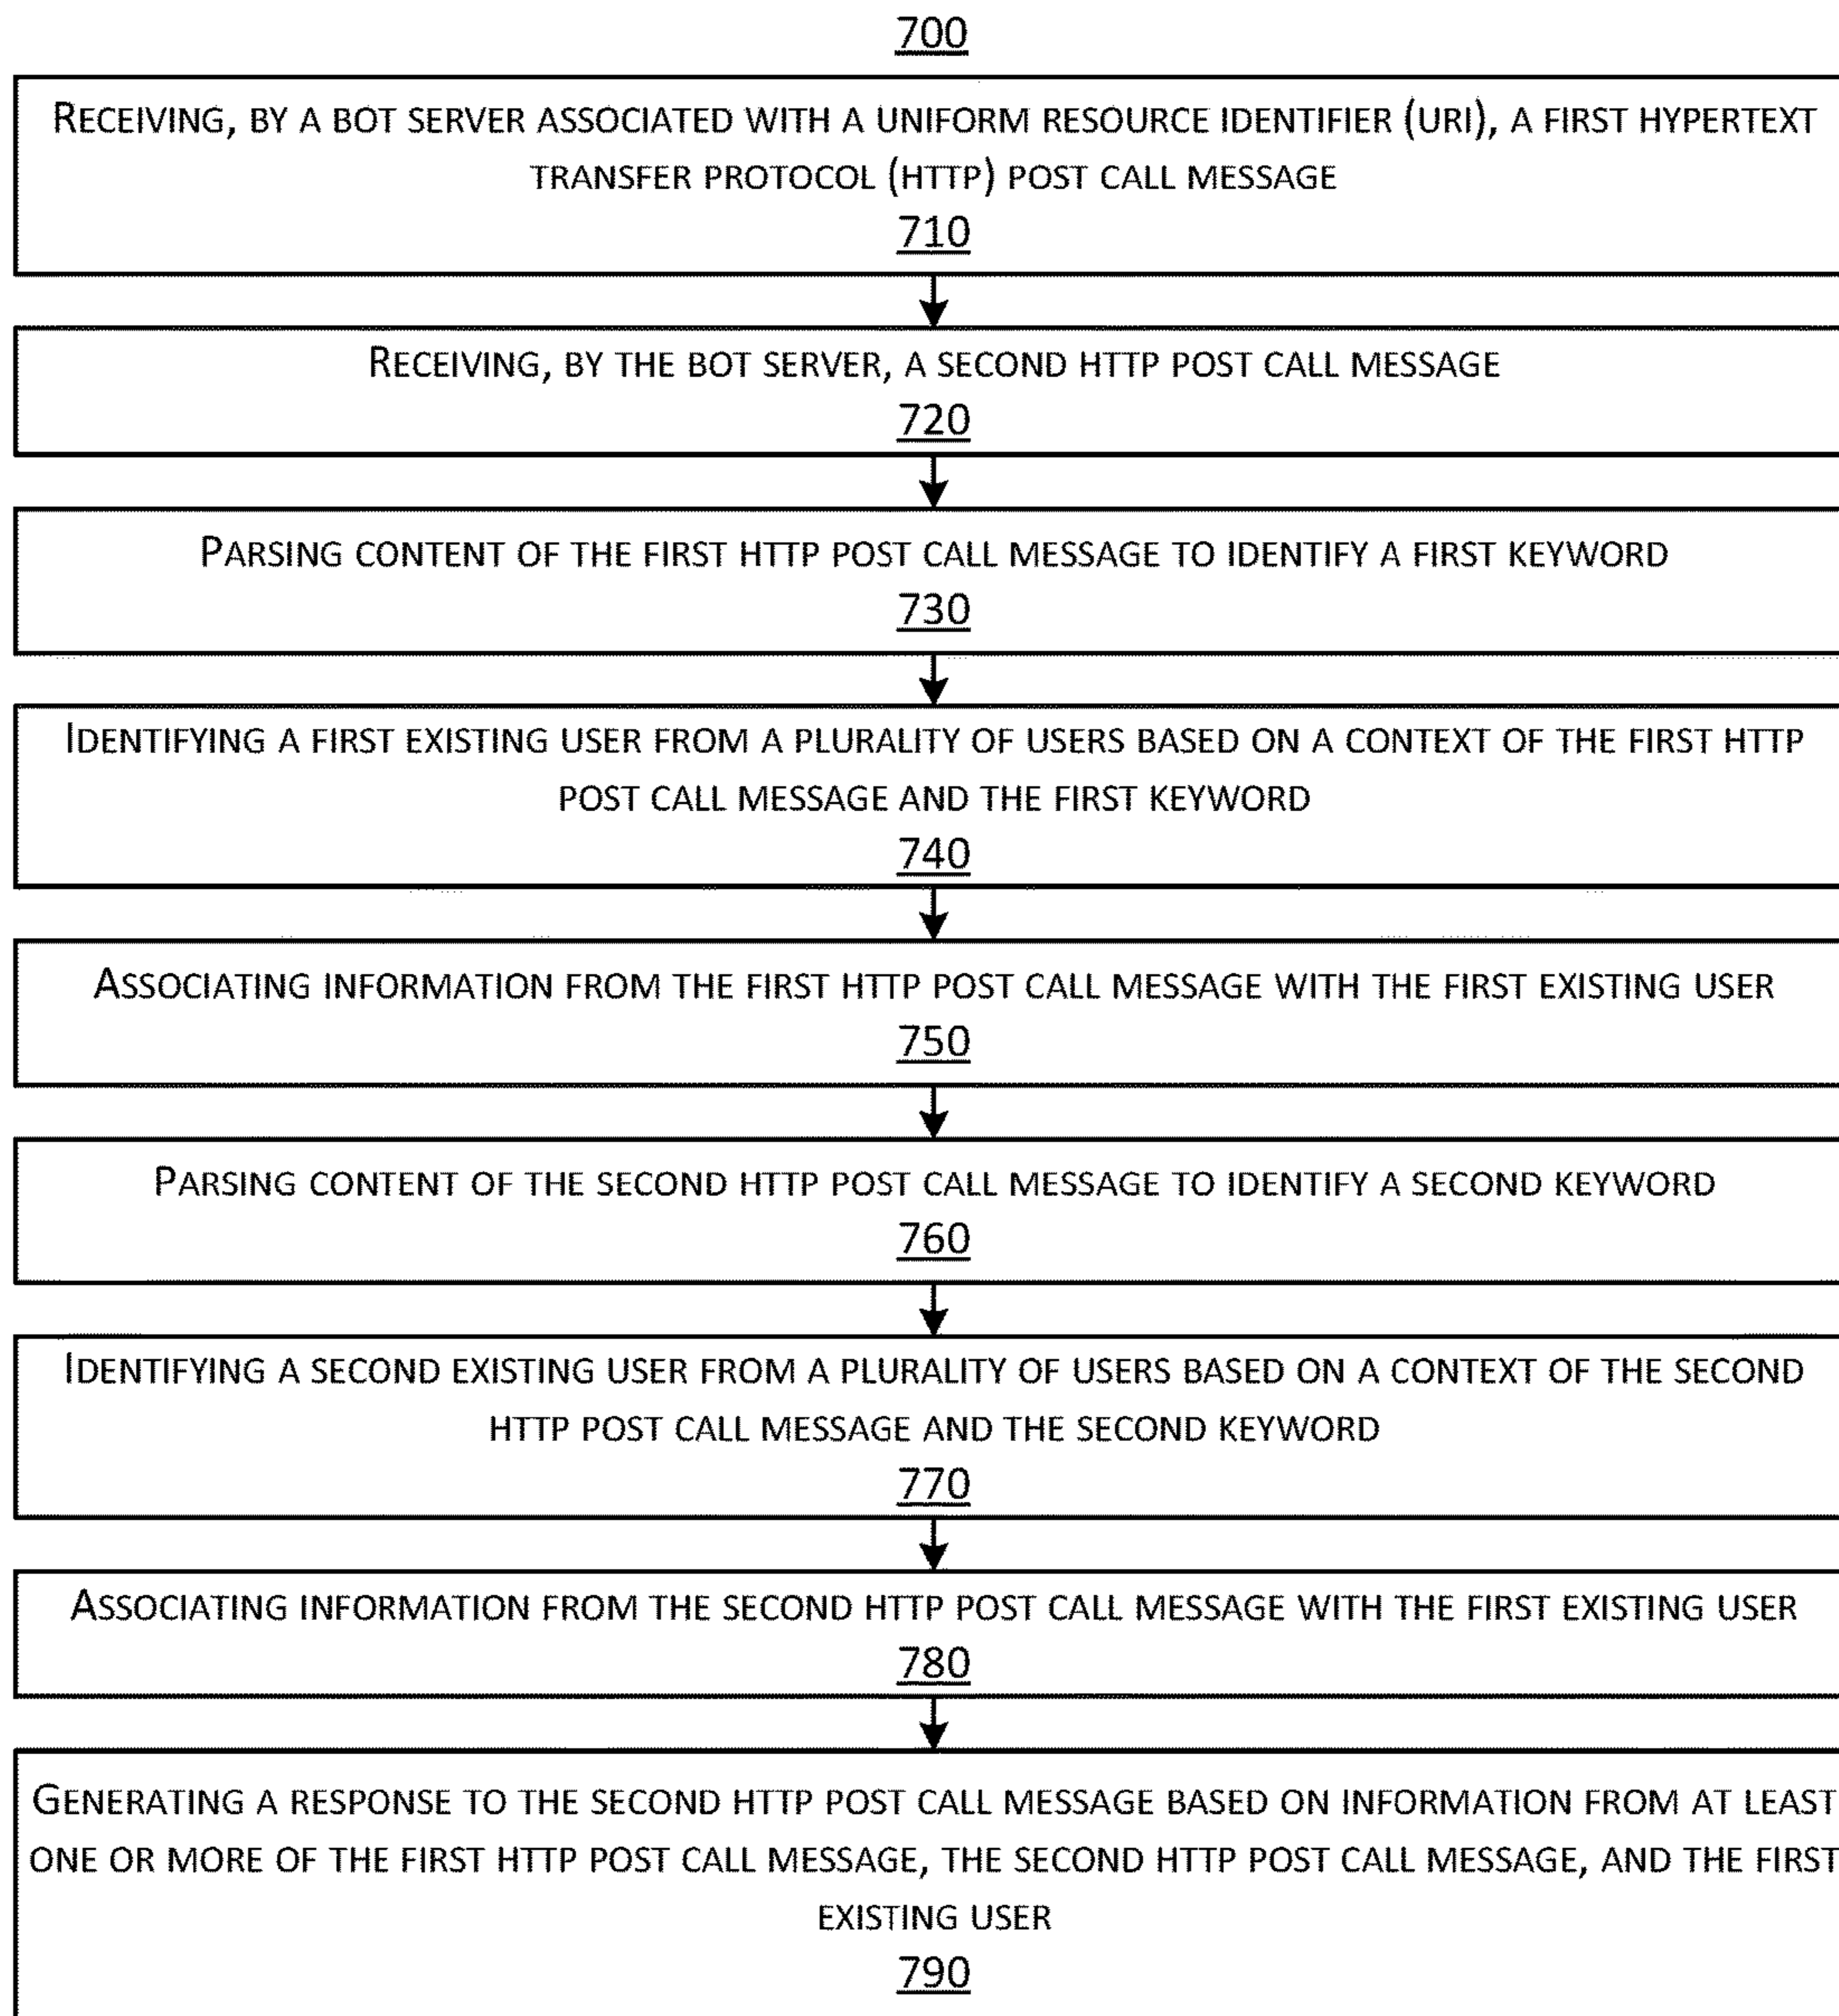 700
Receiving, by a bot server associated with a uniform resource identifier (URI), a first hypertext
transfer protocol (HTTP) post call message
710
Receiving, by the bot server, a second HTTP post call message
720
Parsing content of the first HTTP post call message to identify a first keyword
730
Identifying a first existing user from a plurality of users based on a context of the first HTTP
post call message and the first keyword
740
Associating information from the first HTTP post call message with the first existing user
750
Parsing content of the second HTTP post call message to identify a second keyword
760
Identifying a second existing user from a plurality of users based on a context of the second
HTTP post call message and the second keyword
770
Associating information from the second HTTP post call message with the first existing user
780
Generating a response to the second HTTP post call message based on information from at least
one or more of the first HTTP post call message, the second HTTP post call message, and the first
existing user
790